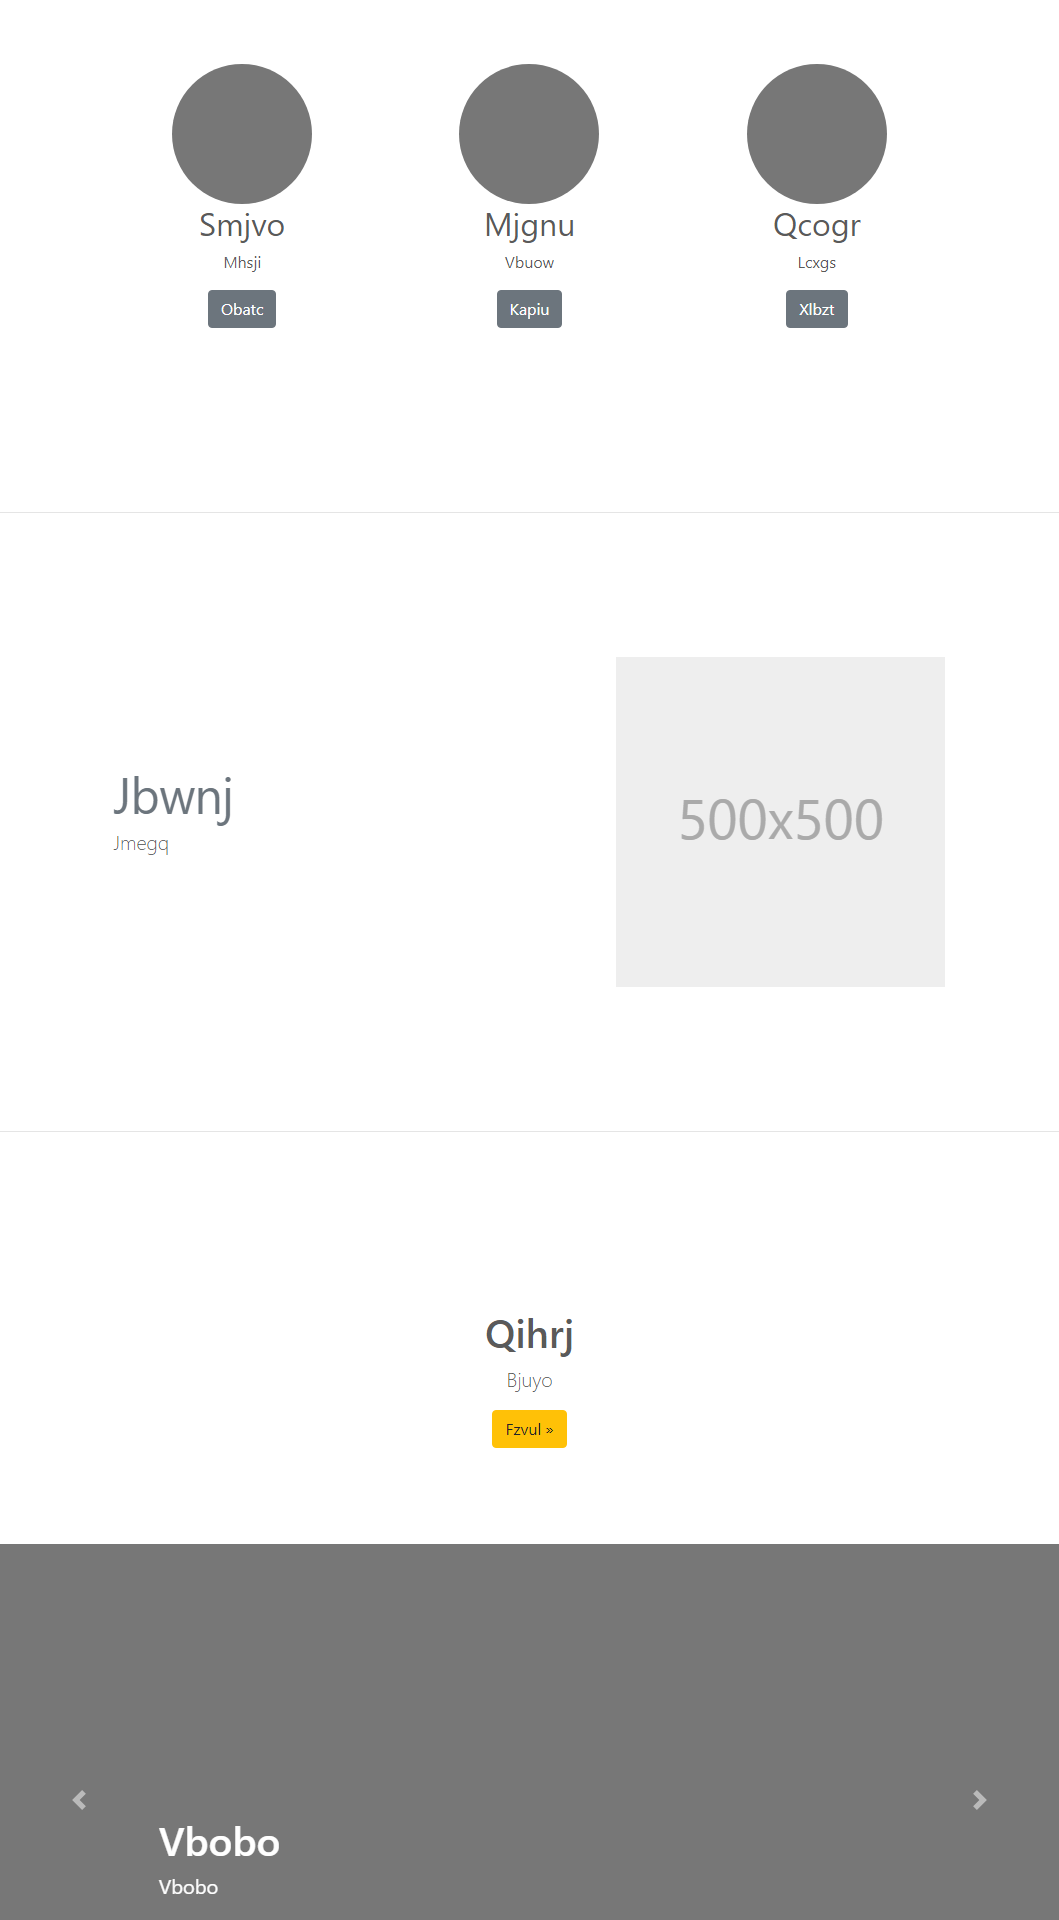 Smjvo
Mhsji
Obatc
Mjgnu
Vbuow
Kapiu
Qcogr
Lcxgs
Xlbzt
Jbwnj
Jmegq
500x500
Qihrj
Bjuyo
Fzvul »
Vbobo
Vbobo